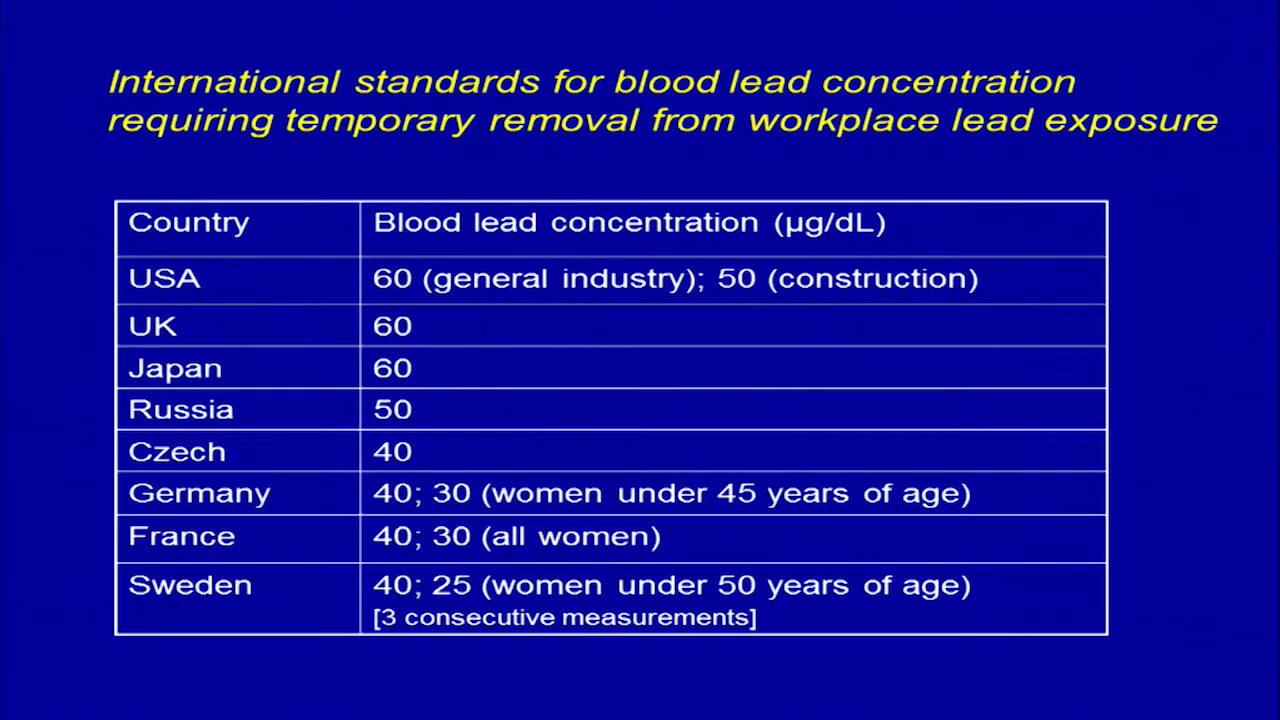 International standards for blood lead concentration
requiring temporary removal from workplace lead exposure
Country Blood lead concentration (µg/dL)
USA 60 (general industry); 50 (construction)
UK 60
Japan 60
Russia 50
Czech 40
Germany 40; 30 (women under 45 years of age)
France 40; 30 (all women)
Sweden 40; 25 (women under 50 years of age)
[3 consecutive measurements]